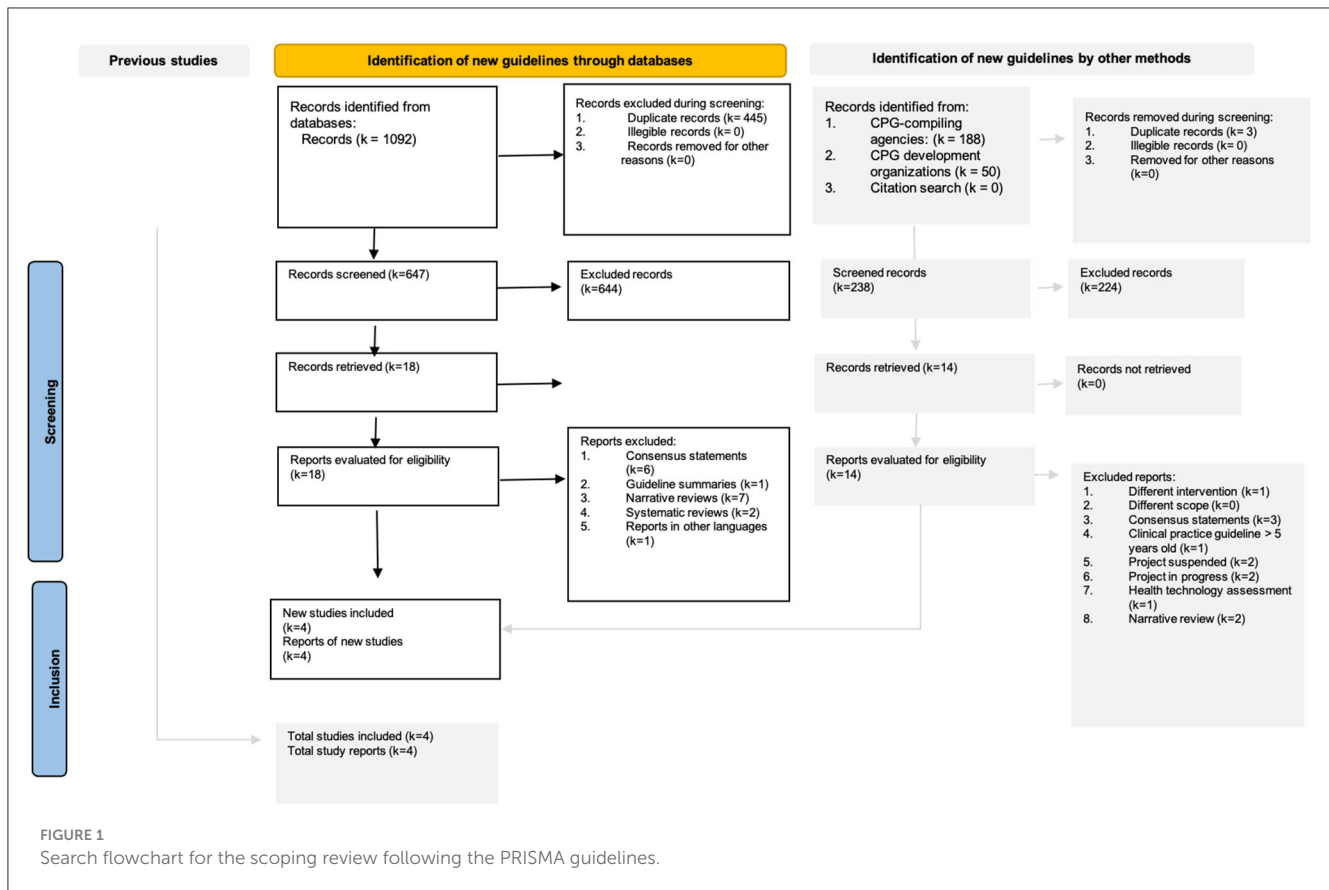 Previous studies
Identification of new guidelines through databases
Identification of new guidelines by other methods
Records identified from
databases:
Records (k = 1092)
Records excluded during screening:
1. Duplicate records (k= 445)
2. Illegible records (k= 0)
3. Records removed for other
reasons (k=0)
Records identified from:
1. CPG-compiling
agencies: (k = 188)
2. CPG development
organizations (k = 50)
3. Citation search (k = 0)
Records removed during screening:
1. Duplicate records (k= 3)
2. Illegible records (k= 0)
3. Removed for other reasons
(k=0)
Screening
Records screened (k=647)
Excluded records
(k=644)
Screened records
(k=238)
Excluded records
(k=224)
Records retrieved (k=18)
Records retrieved (k=14)
Records not retrieved
(k=0)
Reports evaluated for eligibility
(k=18)
Reports excluded:
1. Consensus statements
(k=6)
2. Guideline summaries (k=1)
3. Narrative reviews (k=7)
4. Systematic reviews (k=2)
5. Reports in other languages
(k=1)
Reports evaluated for eligibility
(k=14)
Excluded reports:
1. Different intervention (k=1)
2. Different scope (k=0)
3. Consensus statements (k=3)
4. Clinical practice guideline > 5
years old (k=1)
5. Project suspended (k=2)
6. Project in progress (k=2)
7. Health technology assessment
(k=1)
8. Narrative review (k=2)
Inclusion
New studies included
(k=4)
Reports of new studies
(k=4)
Total studies included (k=4)
Total study reports (k=4)
FIGURE 1
Search flowchart for the scoping review following the PRISMA guidelines.